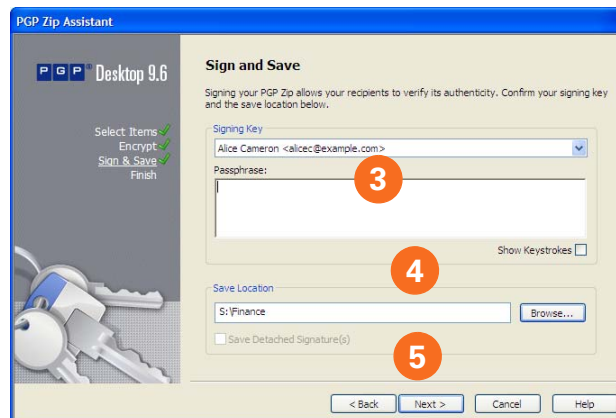 PGP Zip Assistant
PGP® Desktop 9.6
Select Items
Encrypt
Sign & Save
Finish
Sign and Save
Signing your PGP Zip allows your recipients to verify its authenticity. Confirm your signing key
and the save location below.
Signing Key
Alice Cameron <alicec@example.com>
Passphrase:
3
Show Keystrokes
4
Save Location
S:\Finance
Browse...
Save Detached Signature(s)
5
< Back
Next >
Cancel
Help